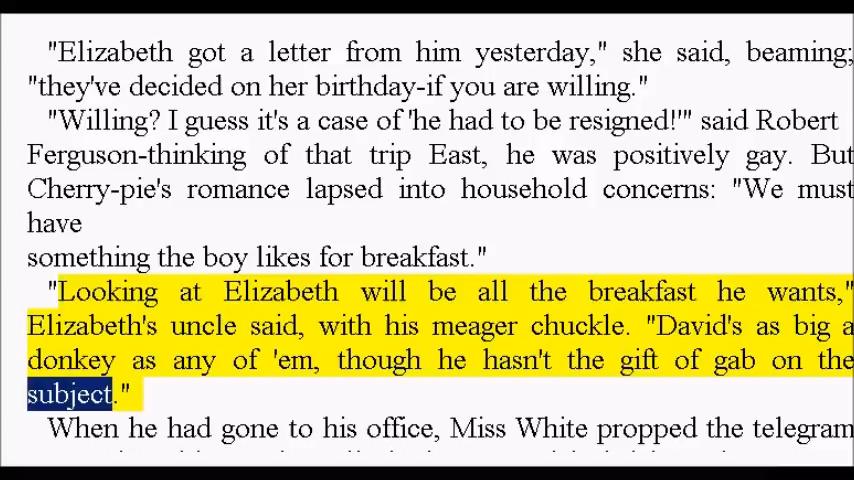 "Elizabeth got a letter from him yesterday," she said, beaming;
"they've decided on her birthday-if you are willing."
"Willing? I guess it's a case of 'he had to be resigned!'" said Robert
Ferguson-thinking of that trip East, he was positively gay. But
Cherry-pie's romance lapsed into household concerns: "We must
have
something the boy likes for breakfast."
"Looking at Elizabeth will be all the breakfast he wants,"
Elizabeth's uncle said, with his meager chuckle. "David's as big a
donkey as any of 'em, though he hasn't the gift of gab on the
subject."
When he had gone to his office, Miss White propped the telegram